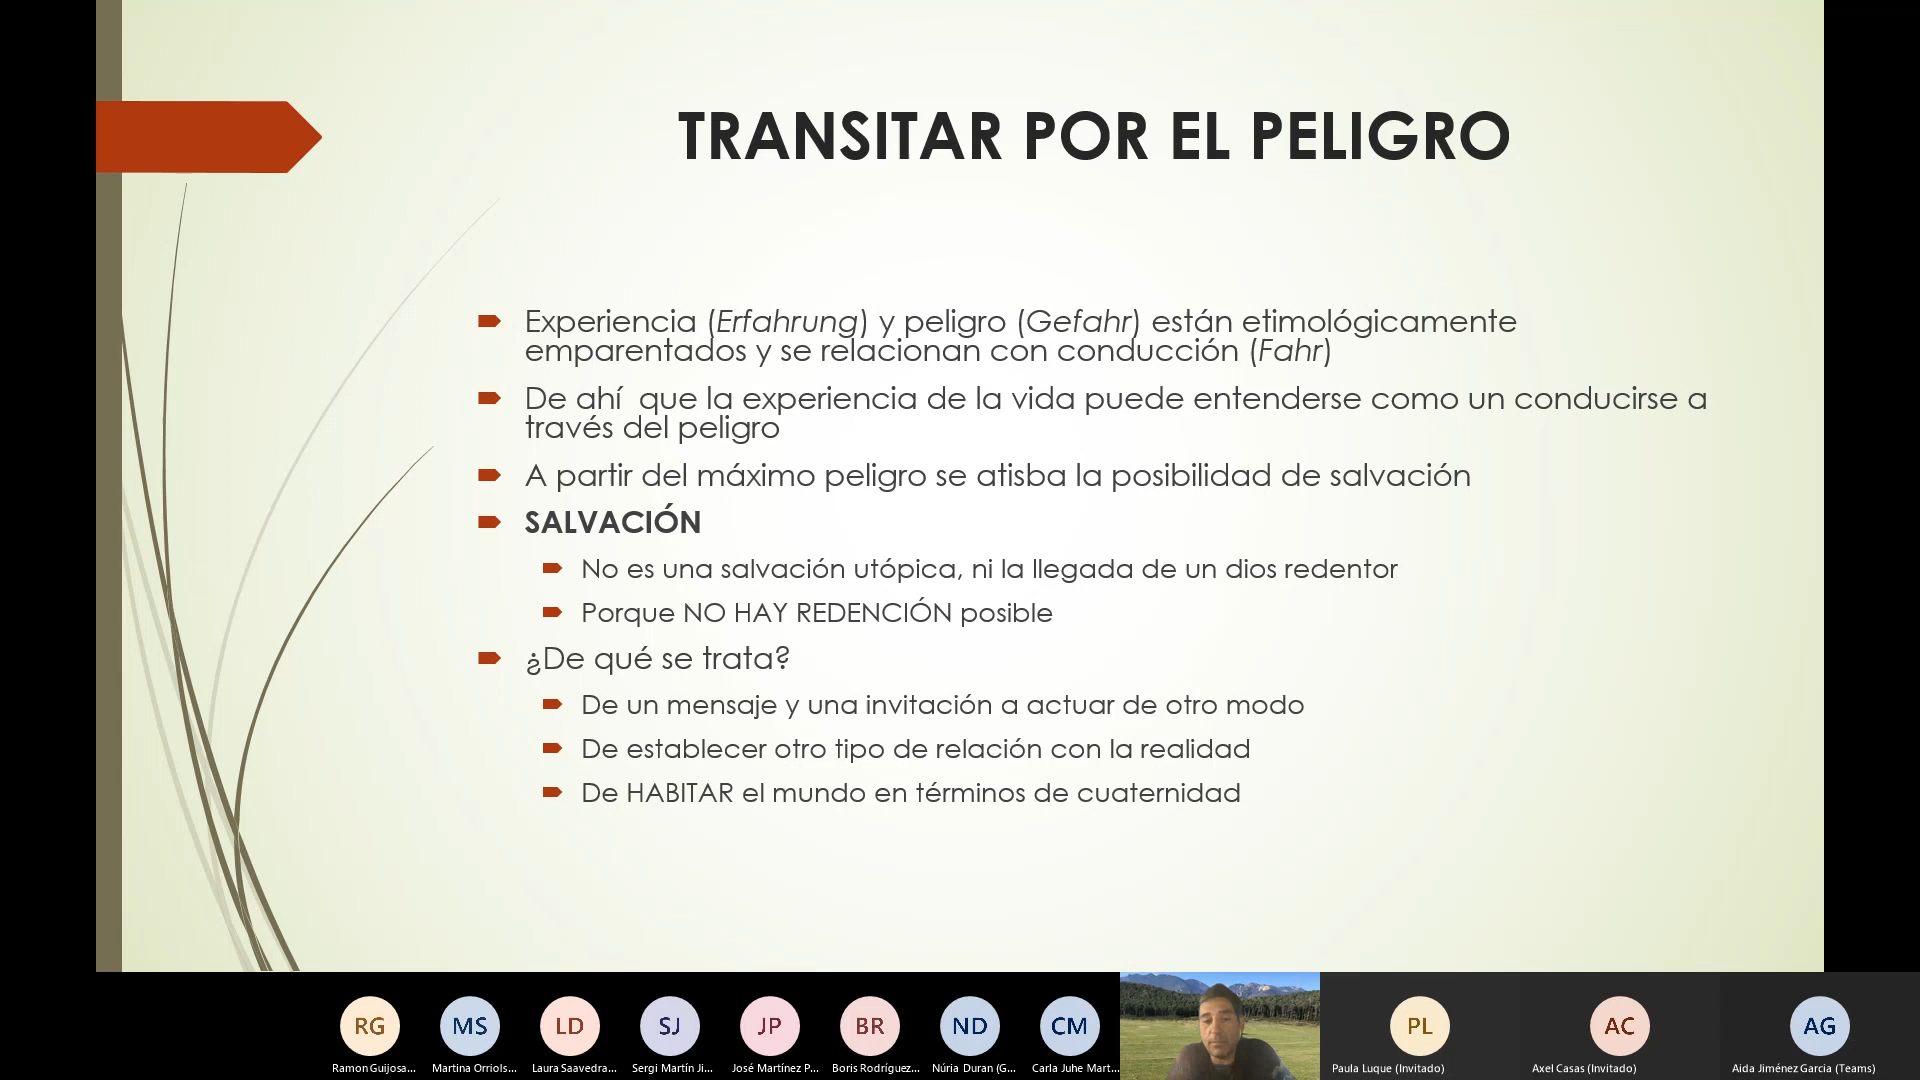 TRANSITAR POR EL PELIGRO
Experiencia (Erfahrung) y peligro (Gefahr) están etimológicamente
emparentados y se relacionan con conducción (Fahr)
De ahí  que la experiencia de la vida puede entenderse como un conducirse a
través del peligro
A partir del máximo peligro se atisba la posibilidad de salvación
SALVACIÓN
No es una salvación utópica, ni la llegada de un dios redentor
Porque NO HAY REDENCIÓN posible
¿De qué se trata?
De un mensaje y una invitación a actuar de otro modo
De establecer otro tipo de relación con la realidad
De HABITAR el mundo en términos de cuaternidad
RG MS LD SJ JP BR ND CM PL AC AG
Ramon Guijosa... Martina Orriols... Laura Saavedra... Sergi Martín Ji... José Martínez P... Boris Rodríguez... Núria Duran (G... Carla Juhe Mart... Paula Luque (Invitado) Axel Casas (Invitado) Aida Jiménez Garcia (Teams)